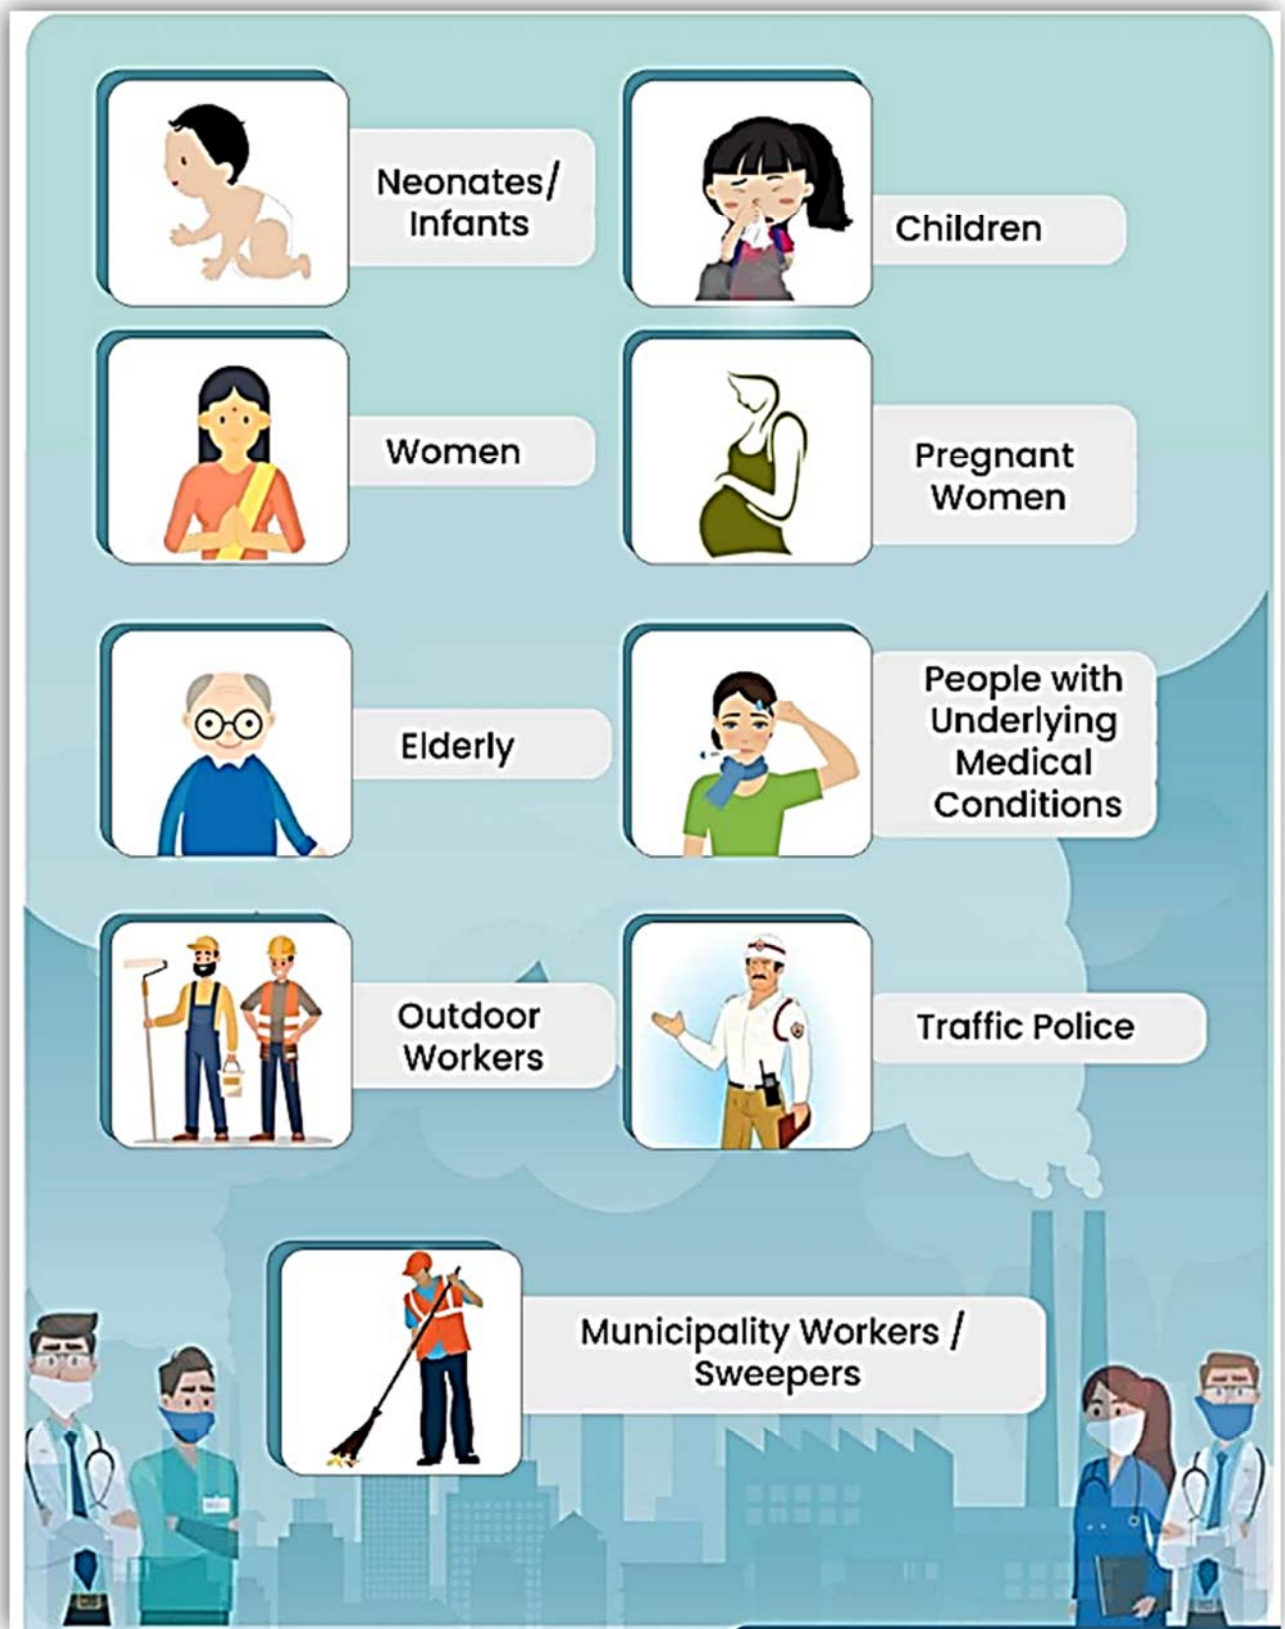 Neonates/
Infants
Children
Women
Pregnant
Women
Elderly
People with
Underlying
Medical
Conditions
Outdoor
Workers
Traffic Police
Municipality Workers /
Sweepers